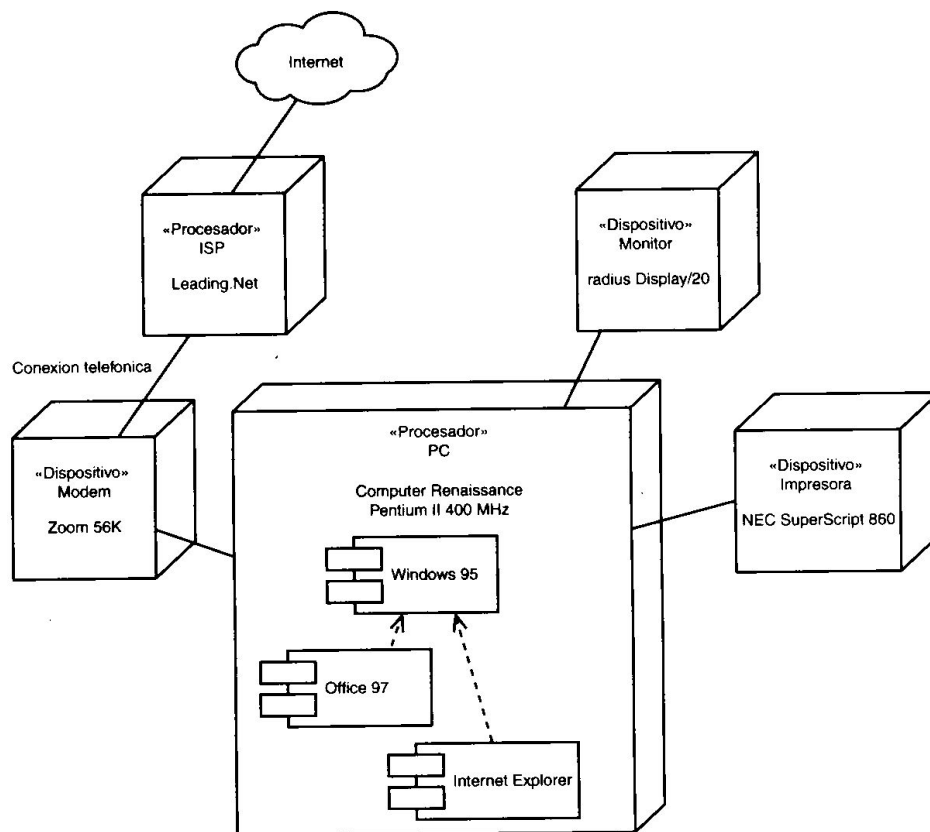 Internet
«Procesador»
ISP
Leading.Net
«Dispositivo»
Monitor
radius Display/20
Conexion telefonica
«Dispositivo»
Modem
Zoom 56K
«Procesador»
PC
Computer Renaissance
Pentium II 400 MHz
«Dispositivo»
Impresora
NEC SuperScript 860
Windows 95
Office 97
Internet Explorer